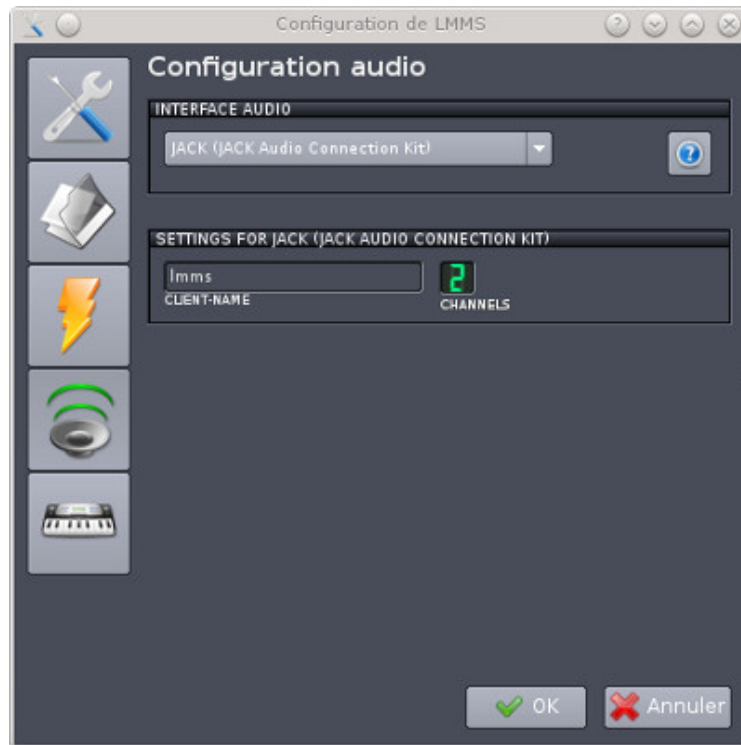 Configuration de LMMS
Configuration audio
INTERFACE AUDIO
JACK (JACK Audio Connection Kit)
SETTINGS FOR JACK (JACK AUDIO CONNECTION KIT)
lmms
2
CLIENT-NAME
CHANNELS
OK
Annuler